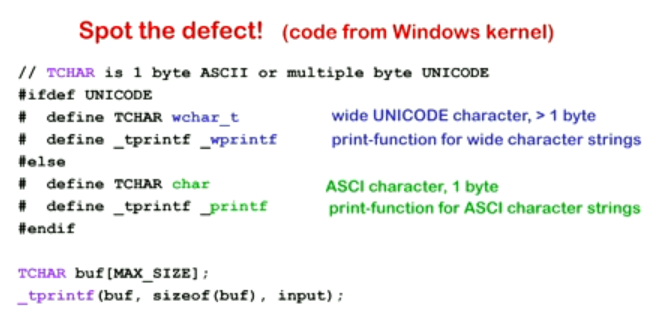 Spot the defect! (code from Windows kernel)
// TCHAR is 1 byte ASCII or multiple byte UNICODE
#ifdef UNICODE
# define TCHAR wchar_t wide UNICODE character, > 1 byte
# define _tprintf _wprintf print-function for wide character strings
#else
# define TCHAR char ASCI character, 1 byte
# define _tprintf _printf print-function for ASCI character strings
#endif
TCHAR buf[MAX_SIZE];
_tprintf(buf, sizeof(buf), input);